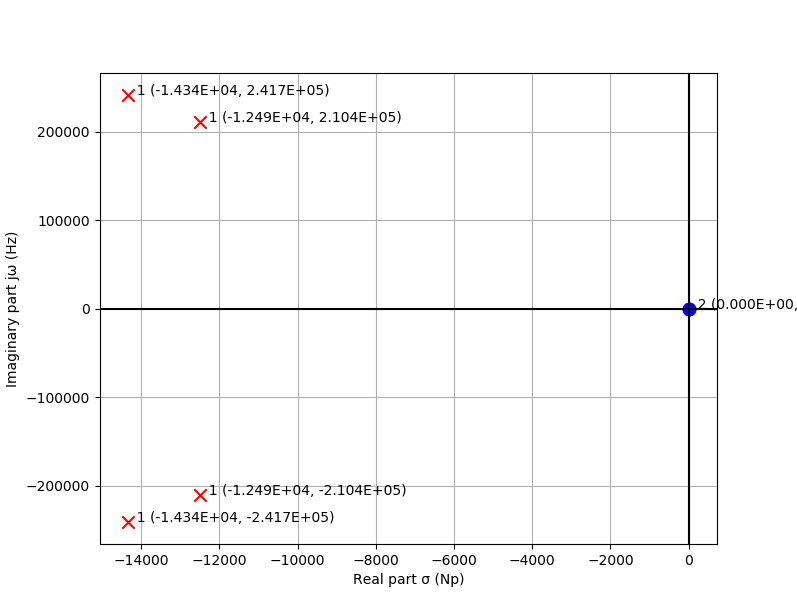 1 (-1.434E+04, 2.417E+05)
1 (-1.249E+04, 2.104E+05)
200000
100000
0
2 (0.000E+00,
−100000
−200000
1 (-1.249E+04, -2.104E+05)
1 (-1.434E+04, -2.417E+05)
Imaginary part jω (Hz)
−14000 −12000 −10000 −8000 −6000 −4000 −2000 0
Real part σ (Np)